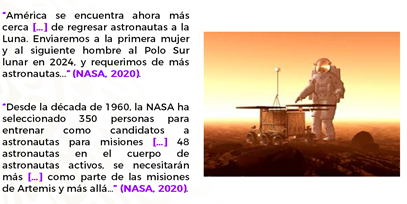 "América se encuentra ahora más
cerca [...] de regresar astronautas a la
Luna. Enviaremos a la primera mujer
y al siguiente hombre al Polo Sur
lunar en 2024, y requerimos de más
astronautas..." (NASA, 2020).
"Desde la década de 1960, la NASA ha
seleccionado 350 personas para
entrenar como candidatos a
astronautas para misiones [...] 48
astronautas en el cuerpo de
astronautas activos, se necesitarán
más [...] como parte de las misiones
de Artemis y más allá..." (NASA, 2020).